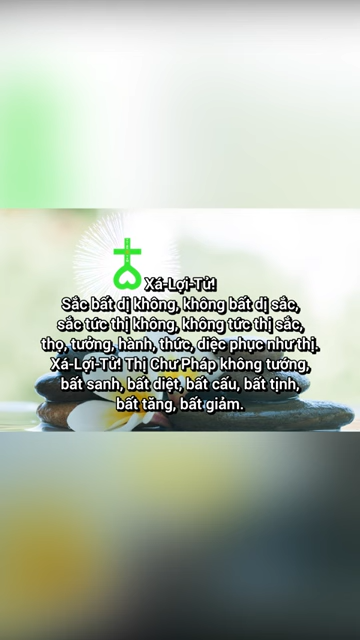 Xá-Lợi-Tử!
Sắc bất dị không, không bất dị sắc,
sắc tức thị không, không tức thị sắc,
thọ, tưởng, hành, thức, diệc phục như thị.
Xá-Lợi-Tử! Thị Chư Pháp không tướng,
bất sanh, bất diệt, bất cấu, bất tịnh,
bất tăng, bất giảm.